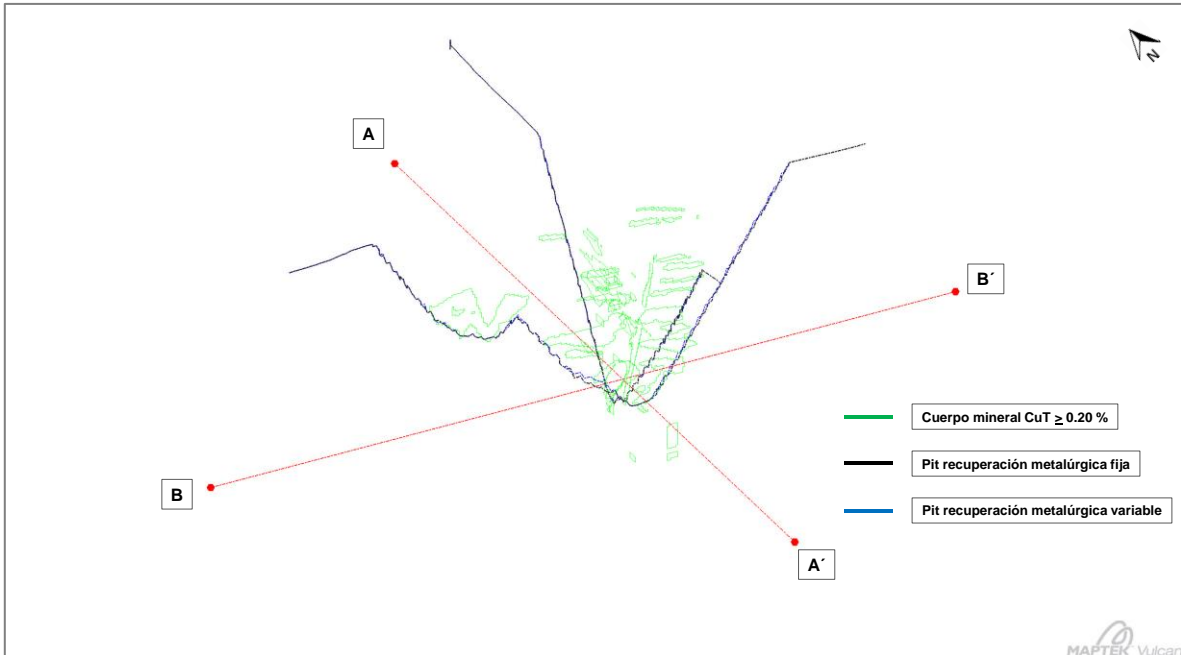 N
A
B´
B
A´
Cuerpo mineral CuT ≥ 0.20 %
Pit recuperación metalúrgica fija
Pit recuperación metalúrgica variable
MAPTEK Vulcan